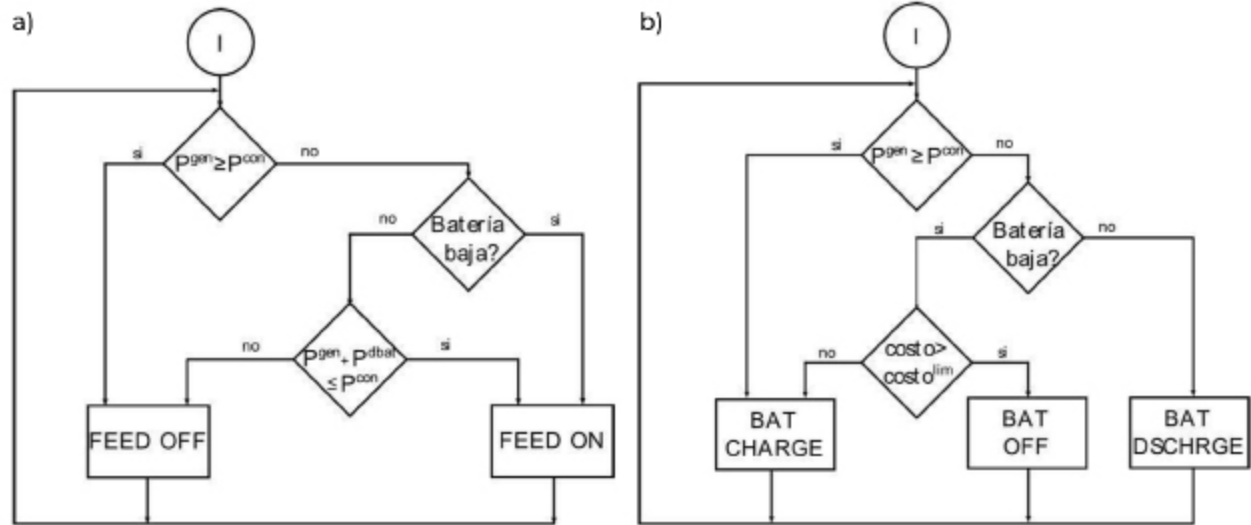 a)
I
si
P^gen ≥ P^con
no
no
Batería
baja?
si
no
P^gen + P^dbat
≤ P^con
si
FEED OFF
FEED ON
b)
I
si
P^gen ≥ P^con
no
si
Batería
baja?
no
no
costo>
costo^lim
si
BAT
CHARGE
BAT
OFF
BAT
DSCHRGE